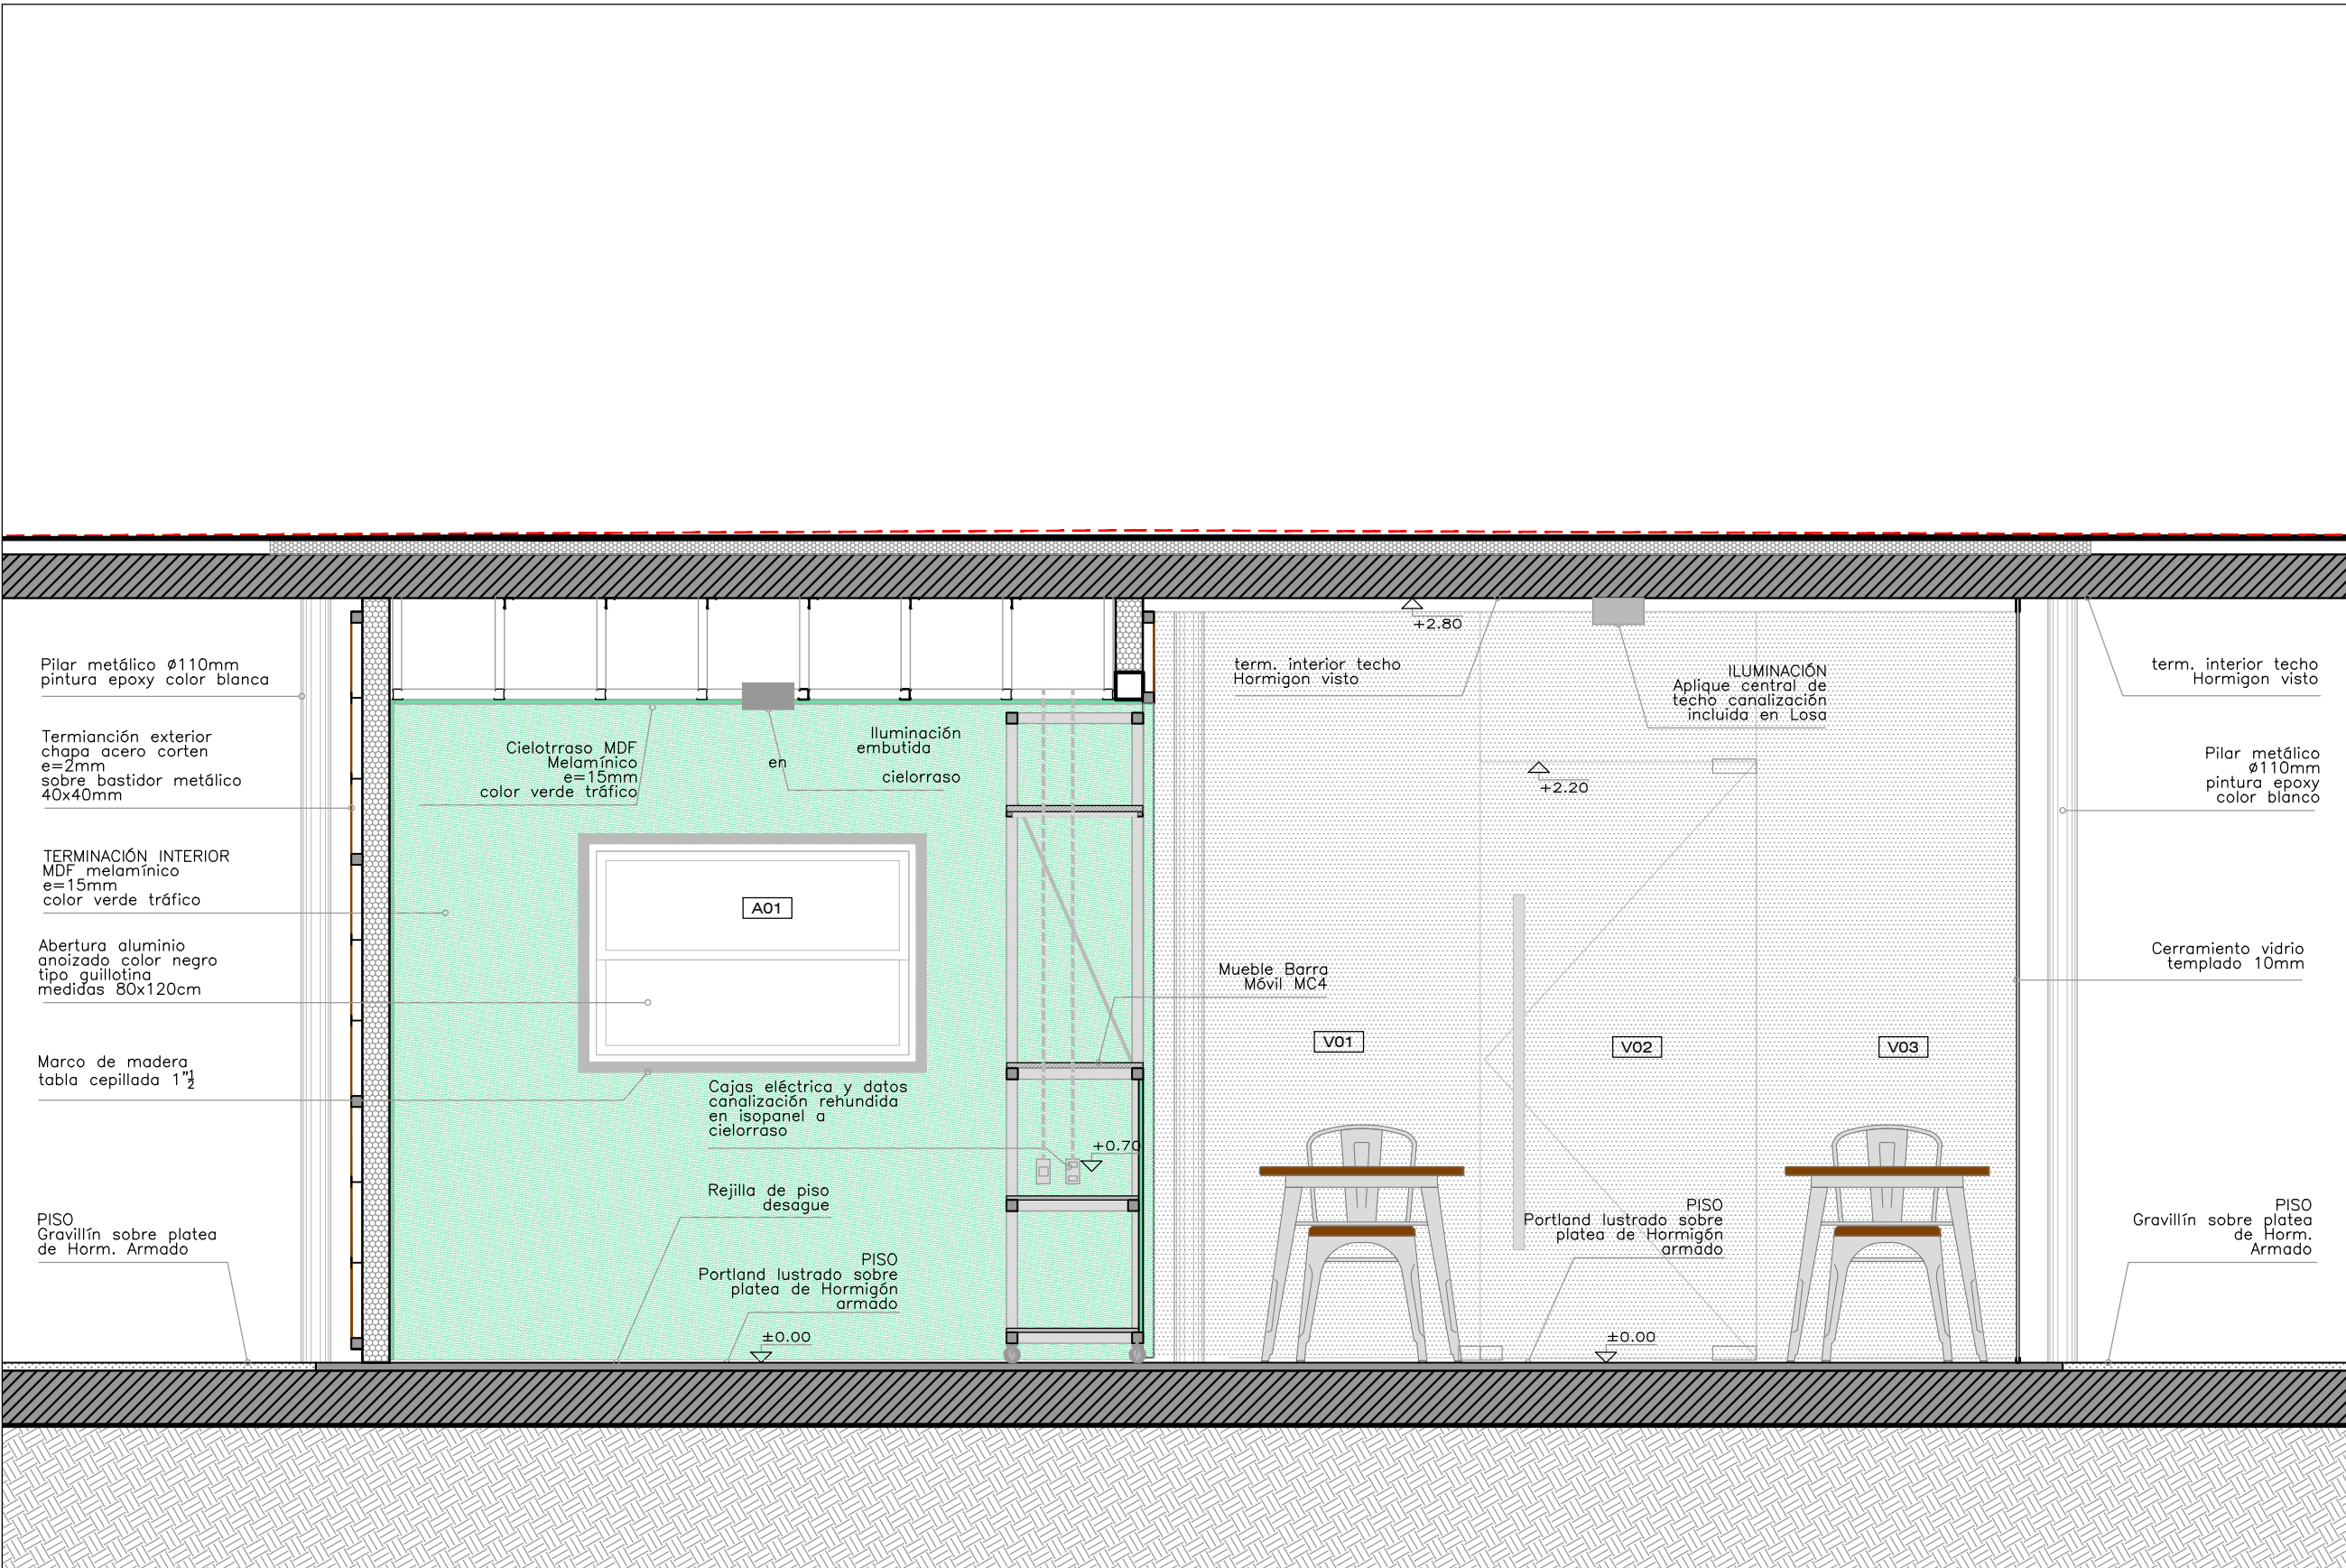 Pilar metálico ø110mm
pintura epoxy color blanca
Termianción exterior
chapa acero corten
e=2mm
sobre bastidor metálico
40x40mm
TERMINACIÓN INTERIOR
MDF melamínico
e=15mm
color verde tráfico
Abertura aluminio
anoizado color negro
tipo guillotina
medidas 80x120cm
Marco de madera
tabla cepillada 1"½
PISO
Gravillín sobre platea
de Horm. Armado
Cielotrraso MDF
Melamínico
e=15mm
color verde tráfico
Iluminación
embutida
en
cielorraso
A01
Cajas eléctrica y datos
canalización rehundida
en isopanel a
cielorraso
+0.70
Rejilla de piso
desague
PISO
Portland lustrado sobre
platea de Hormigón
armado
±0.00
+2.80
term. interior techo
Hormigon visto
ILUMINACIÓN
Aplique central de
techo canalización
incluida en Losa
+2.20
Mueble Barra
Móvil MC4
V01
V02
V03
PISO
Portland lustrado sobre
platea de Hormigón
armado
±0.00
term. interior techo
Hormigon visto
Pilar metálico
ø110mm
pintura epoxy
color blanco
Cerramiento vidrio
templado 10mm
PISO
Gravillín sobre platea
de Horm.
Armado